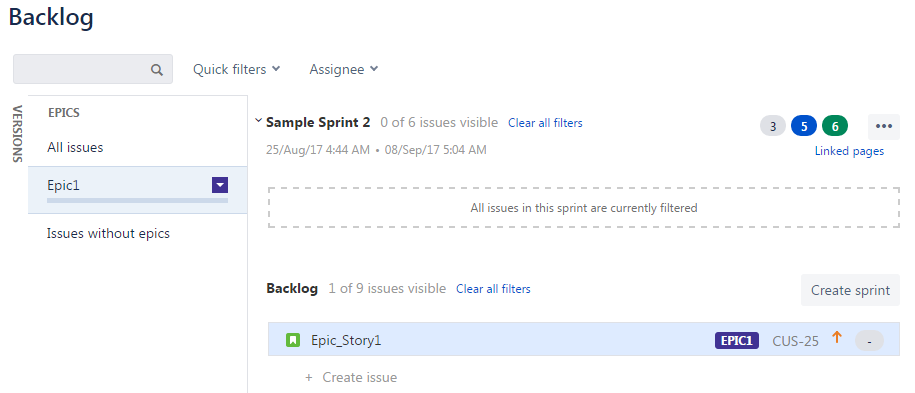 Backlog
Quick filters Assignee
VERSIONS
EPICS
All issues
Epic1
Issues without epics
Sample Sprint 2 0 of 6 issues visible Clear all filters 3 5 6 •••
25/Aug/17 4:44 AM • 08/Sep/17 5:04 AM Linked pages
All issues in this sprint are currently filtered
Backlog 1 of 9 issues visible Clear all filters Create sprint
Epic_Story1 EPIC1 CUS-25 -
+ Create issue